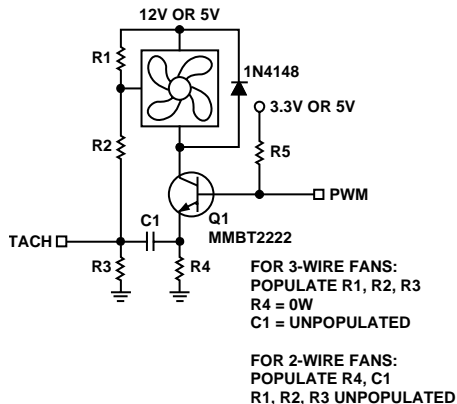 12V OR 5V
R1
1N4148
3.3V OR 5V
R2
R5
PWM
Q1
MMBT2222
C1
TACH
R3
R4
FOR 3-WIRE FANS:
POPULATE R1, R2, R3
R4 = 0W
C1 = UNPOPULATED
FOR 2-WIRE FANS:
POPULATE R4, C1
R1, R2, R3 UNPOPULATED